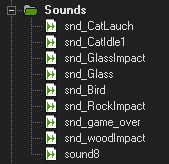 Sounds
snd_CatLauch
snd_CatIdle1
snd_GlassImpact
snd_Glass
snd_Bird
snd_RockImpact
snd_game_over
snd_woodImpact
sound8